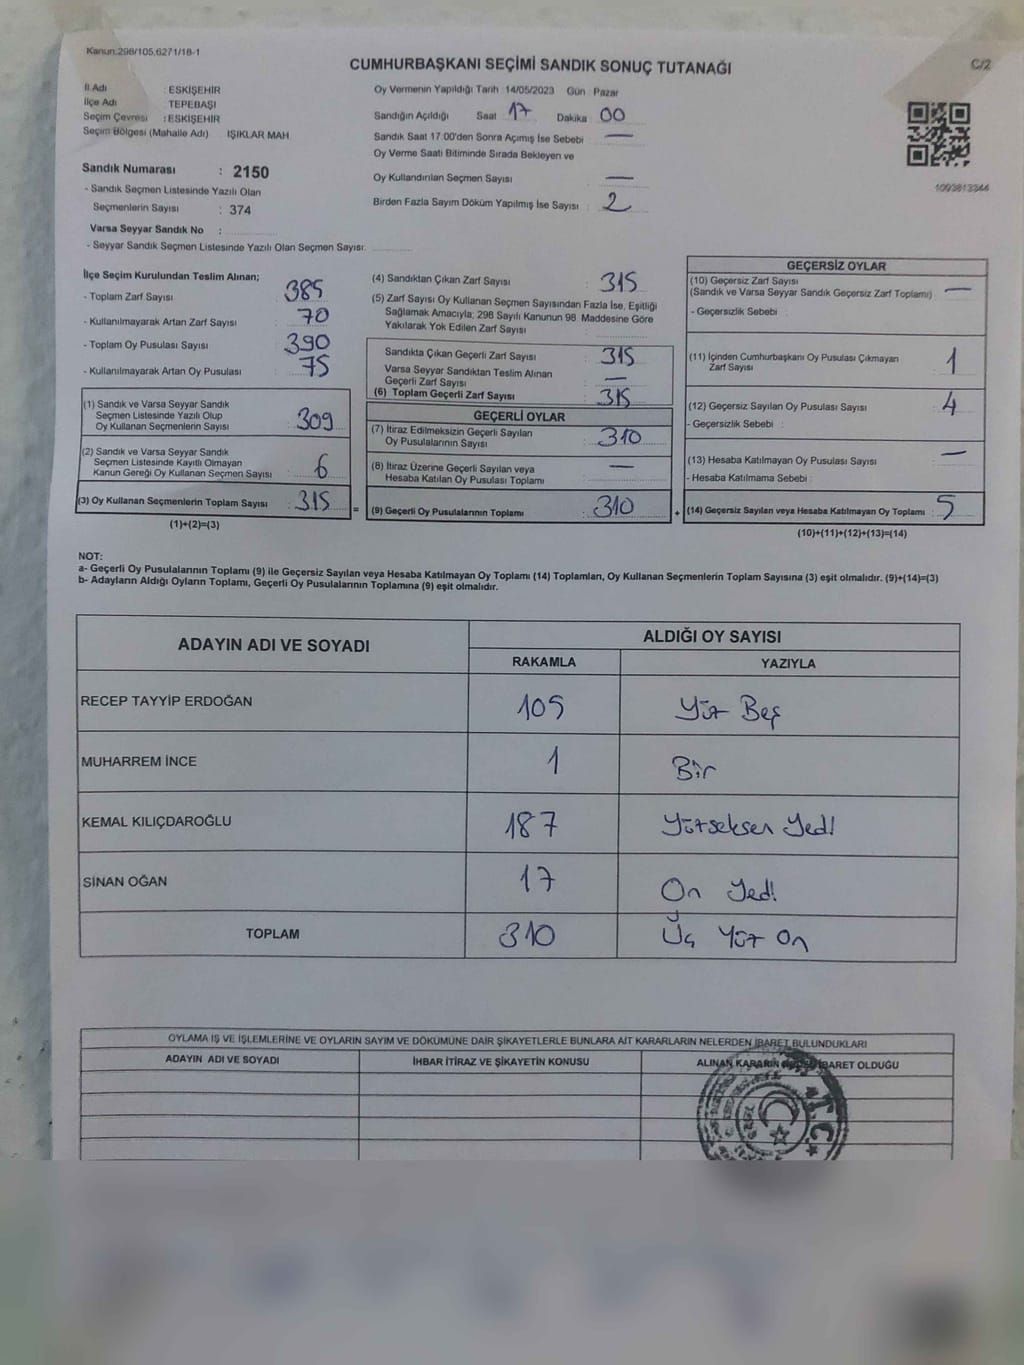 Kanun:298/105,6271/18-1
CUMHURBAŞKANI SEÇİMİ SANDIK SONUÇ TUTANAĞI
C/2
İl Adı : ESKİŞEHİR
İlçe Adı : TEPEBAŞI
Seçim Çevresi : ESKİŞEHİR
Seçim Bölgesi (Mahalle Adı) IŞIKLAR MAH
Sandık Numarası : 2150
- Sandık Seçmen Listesinde Yazılı Olan
Seçmenlerin Sayısı : 374
Varsa Seyyar Sandık No :
- Seyyar Sandık Seçmen Listesinde Yazılı Olan Seçmen Sayısı:
Oy Vermenin Yapıldığı Tarih :14/05/2023 Gün Pazar
Sandığın Açıldığı Saat 17 Dakika 00
Sandık Saat 17.00'den Sonra Açımış İse Sebebi : —
Oy Verme Saati Bitiminde Sırada Bekleyen ve
Oy Kullandırılan Seçmen Sayısı : —
Birden Fazla Sayım Döküm Yapılmış İse Sayısı : 2
1093813344
İlçe Seçim Kurulundan Teslim Alınan;
- Toplam Zarf Sayısı : 385
- Kullanılmayarak Artan Zarf Sayısı : 70
- Toplam Oy Pusulası Sayısı : 390
- Kullanılmayarak Artan Oy Pusulası : 75
(1) Sandık ve Varsa Seyyar Sandık
Seçmen Listesinde Yazılı Olup
Oy Kullanan Seçmenlerin Sayısı : 309
(2) Sandık ve Varsa Seyyar Sandık
Seçmen Listesinde Kayıtlı Olmayan
Kanun Gereği Oy Kullanan Seçmen Sayısı : 6
(3) Oy Kullanan Seçmenlerin Toplam Sayısı : 315
(1)+(2)=(3)
=
(4) Sandıktan Çıkan Zarf Sayısı : 315
(5) Zarf Sayısı Oy Kullanan Seçmen Sayısından Fazla İse, Eşitliği
Sağlamak Amacıyla; 298 Sayılı Kanunun 98. Maddesine Göre
Yakılarak Yok Edilen Zarf Sayısı :
Sandıkta Çıkan Geçerli Zarf Sayısı : 315
Varsa Seyyar Sandıktan Teslim Alınan
Geçerli Zarf Sayısı : —
(6) Toplam Geçerli Zarf Sayısı : 315
GEÇERLİ OYLAR
(7) İtiraz Edilmeksizin Geçerli Sayılan
Oy Pusulalarının Sayısı : 310
(8) İtiraz Üzerine Geçerli Sayılan veya
Hesaba Katılan Oy Pusulası Toplamı : —
(9) Geçerli Oy Pusulalarının Toplamı : 310
+
GEÇERSİZ OYLAR
(10) Geçersiz Zarf Sayısı
(Sandık ve Varsa Seyyar Sandık Geçersiz Zarf Toplamı) : —
- Geçersizlik Sebebi :
(11) İçinden Cumhurbaşkanı Oy Pusulası Çıkmayan
Zarf Sayısı : 1
(12) Geçersiz Sayılan Oy Pusulası Sayısı : 4
- Geçersizlik Sebebi :
(13) Hesaba Katılmayan Oy Pusulası Sayısı : —
- Hesaba Katılmama Sebebi :
(14) Geçersiz Sayılan veya Hesaba Katılmayan Oy Toplamı : 5
(10)+(11)+(12)+(13)=(14)
NOT:
a- Geçerli Oy Pusulalarının Toplamı (9) ile Geçersiz Sayılan veya Hesaba Katılmayan Oy Toplamı (14) Toplamları, Oy Kullanan Seçmenlerin Toplam Sayısına (3) eşit olmalıdır. (9)+(14)=(3)
b- Adayların Aldığı Oyların Toplamı, Geçerli Oy Pusulalarının Toplamına (9) eşit olmalıdır.
ADAYIN ADI VE SOYADI ALDIĞI OY SAYISI
RAKAMLA YAZIYLA
RECEP TAYYİP ERDOĞAN 105 Yüz Beş
MUHARREM İNCE 1 Bir
KEMAL KILIÇDAROĞLU 187 Yüzseksen Yedi
SİNAN OĞAN 17 On Yedi
TOPLAM 310 Üç Yüz On
OYLAMA İŞ VE İŞLEMLERİNE VE OYLARIN SAYIM VE DÖKÜMÜNE DAİR ŞİKAYETLERLE BUNLARA AİT KARARLARIN NELERDEN İBARET BULUNDUKLARI
ADAYIN ADI VE SOYADI İHBAR İTİRAZ VE ŞİKAYETİN KONUSU ALINAN KARARIN İBARET OLDUĞU
T.C.